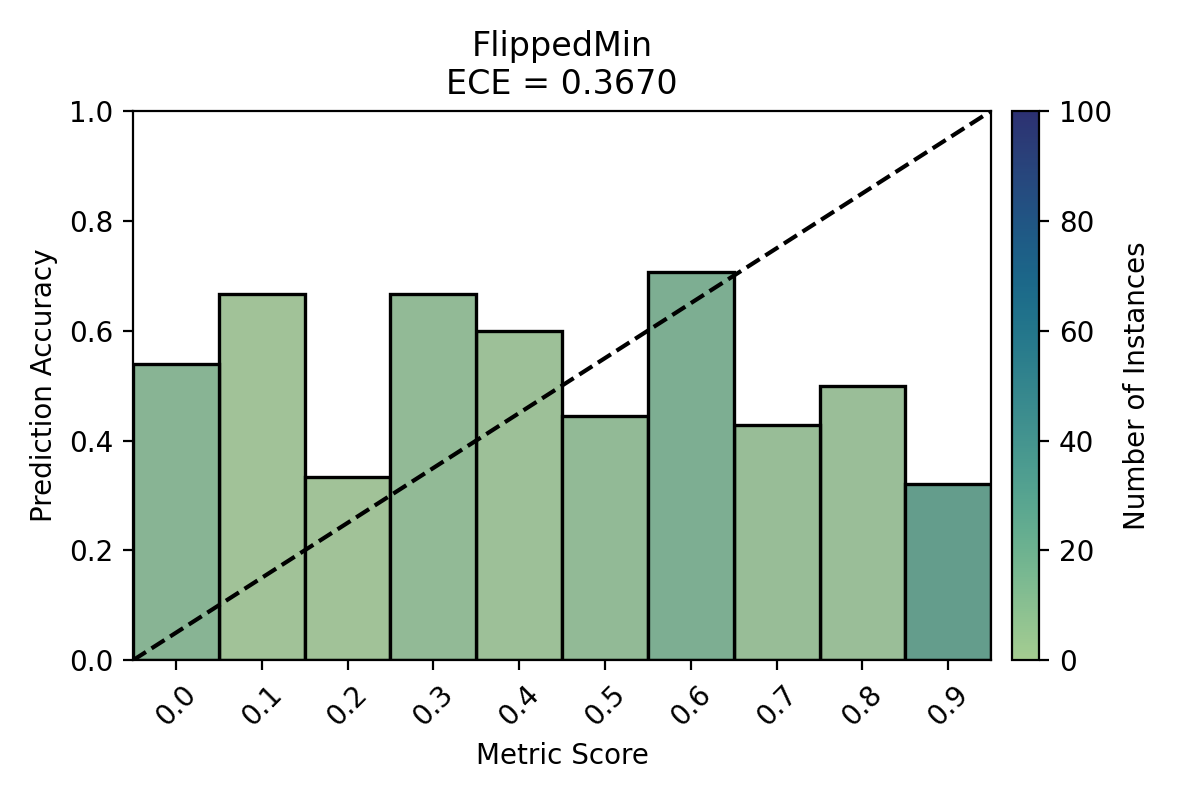 FlippedMin
ECE = 0.3670
1.0
0.8
0.6
0.4
0.2
0.0
Prediction Accuracy
0.0 0.1 0.2 0.3 0.4 0.5 0.6 0.7 0.8 0.9
Metric Score
100
80
60
40
20
0
Number of Instances